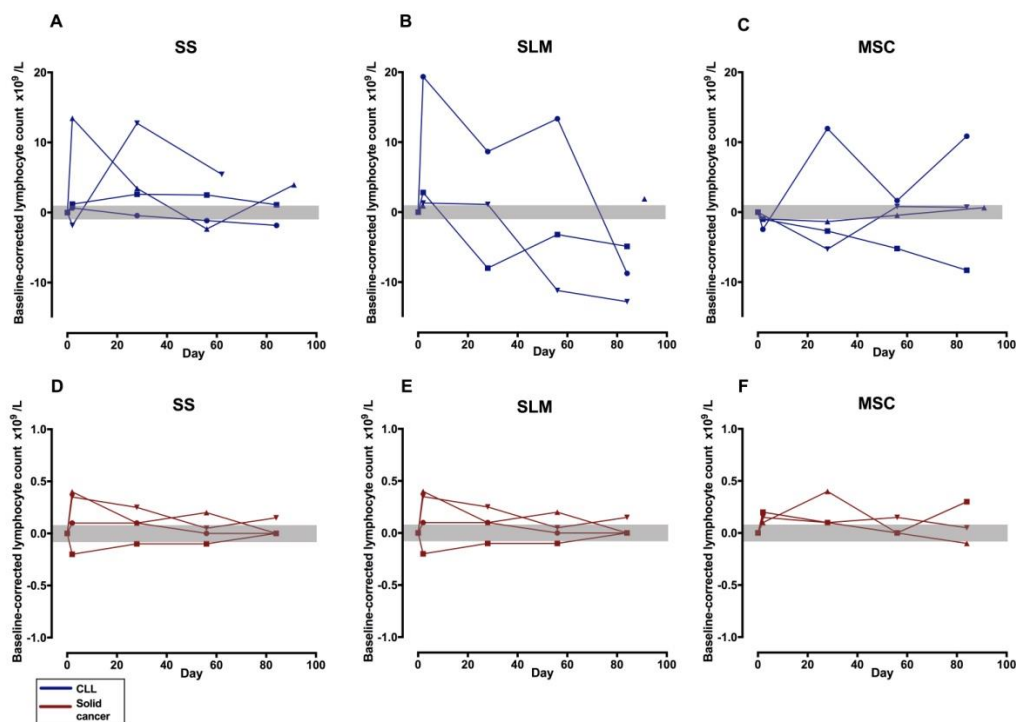 A
SS
Baseline-corrected lymphocyte count x10⁹ /L
20
10
0
-10
0 20 40 60 80 100
Day
B
SLM
Baseline-corrected lymphocyte count x10⁹ /L
20
10
0
-10
0 20 40 60 80 100
Day
C
MSC
Baseline-corrected lymphocyte count x10⁹ /L
20
10
0
-10
0 20 40 60 80 100
Day
D
SS
Baseline-corrected lymphocyte count x10⁹ /L
1.0
0.5
0.0
-0.5
-1.0
0 20 40 60 80 100
Day
E
SLM
Baseline-corrected lymphocyte count x10⁹ /L
1.0
0.5
0.0
-0.5
-1.0
0 20 40 60 80 100
Day
F
MSC
Baseline-corrected lymphocyte count x10⁹ /L
1.0
0.5
0.0
-0.5
-1.0
0 20 40 60 80 100
Day
CLL
Solid
cancer